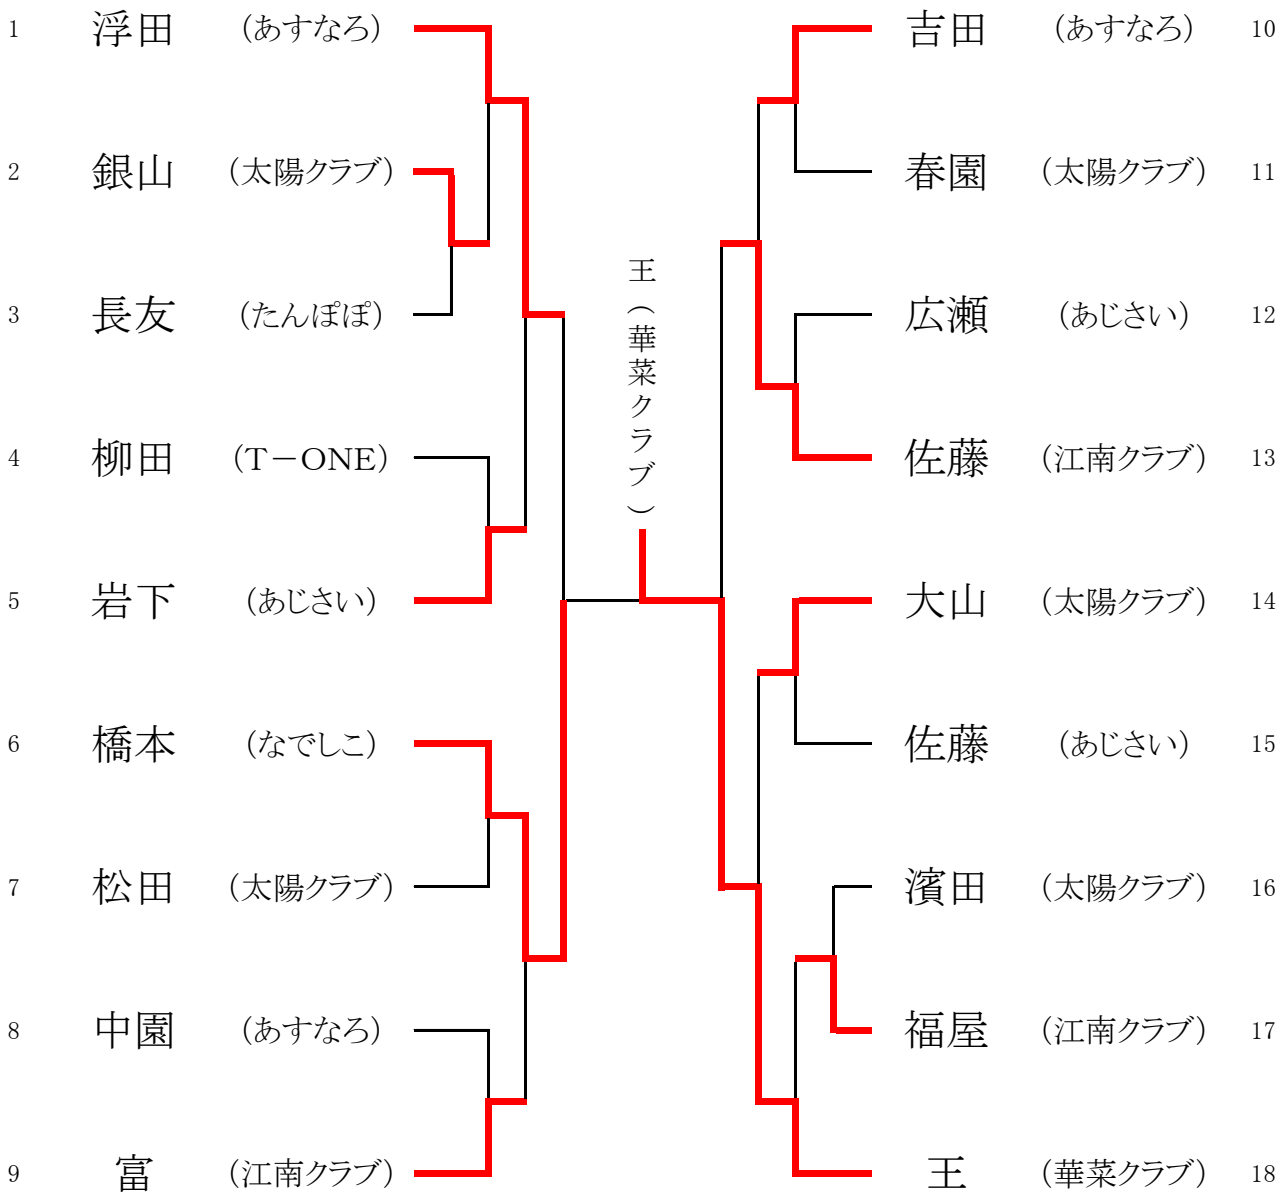 1 浮田 (あすなろ)
2 銀山 (太陽クラブ)
3 長友 (たんぽぽ)
4 柳田 (T－ONE)
5 岩下 (あじさい)
6 橋本 (なでしこ)
7 松田 (太陽クラブ)
8 中園 (あすなろ)
9 富 (江南クラブ)
王(華菜クラブ)
吉田 (あすなろ) 10
春園 (太陽クラブ) 11
広瀬 (あじさい) 12
佐藤 (江南クラブ) 13
大山 (太陽クラブ) 14
佐藤 (あじさい) 15
濱田 (太陽クラブ) 16
福屋 (江南クラブ) 17
王 (華菜クラブ) 18